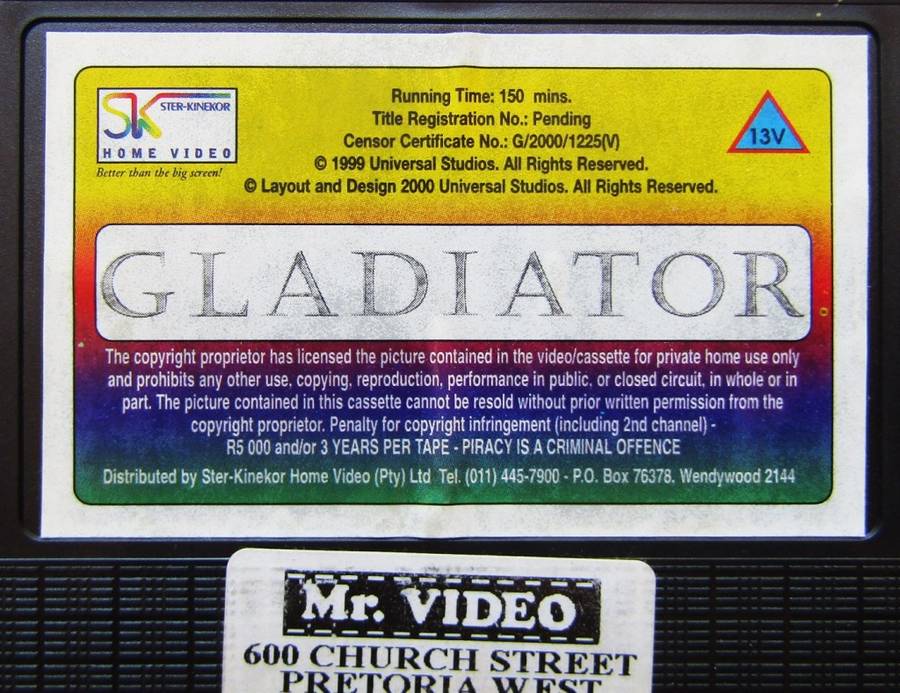 SK STER-KINEKOR
HOME VIDEO
Better than the big screen!
Running Time: 150 mins.
Title Registration No.: Pending
Censor Certificate No.: G/2000/1225(V)
© 1999 Universal Studios. All Rights Reserved.
© Layout and Design 2000 Universal Studios. All Rights Reserved.
13V
GLADIATOR
The copyright proprietor has licensed the picture contained in the video/cassette for private home use only
and prohibits any other use, copying, reproduction, performance in public, or closed circuit, in whole or in
part. The picture contained in this cassette cannot be resold without prior written permission from the
copyright proprietor. Penalty for copyright infringement (including 2nd channel) -
R5 000 and/or 3 YEARS PER TAPE - PIRACY IS A CRIMINAL OFFENCE
Distributed by Ster-Kinekor Home Video (Pty) Ltd Tel. (011) 445-7900 - P.O. Box 76378. Wendywood 2144
Mr. VIDEO
600 CHURCH STREET
PRETORIA WEST